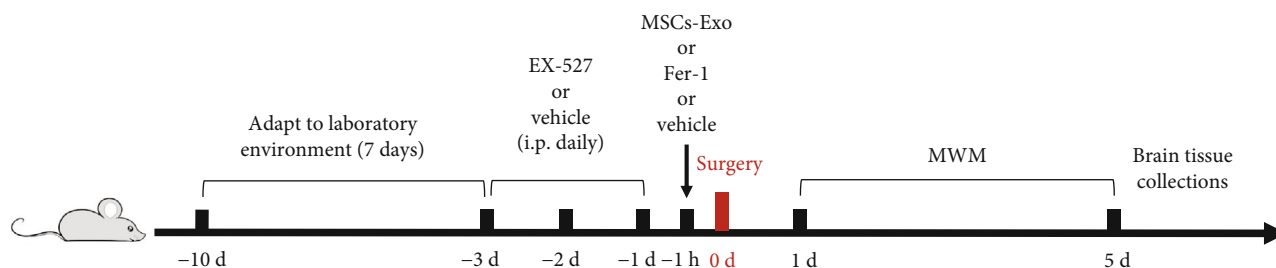 MSCs-Exo
or
Fer-1
or
vehicle
EX-527
or
vehicle
(i.p. daily)
Adapt to laboratory
environment (7 days)
Surgery
MWM
Brain tissue
collections
−10 d
−3 d
−2 d
−1 d
−1 h
0 d
1 d
5 d